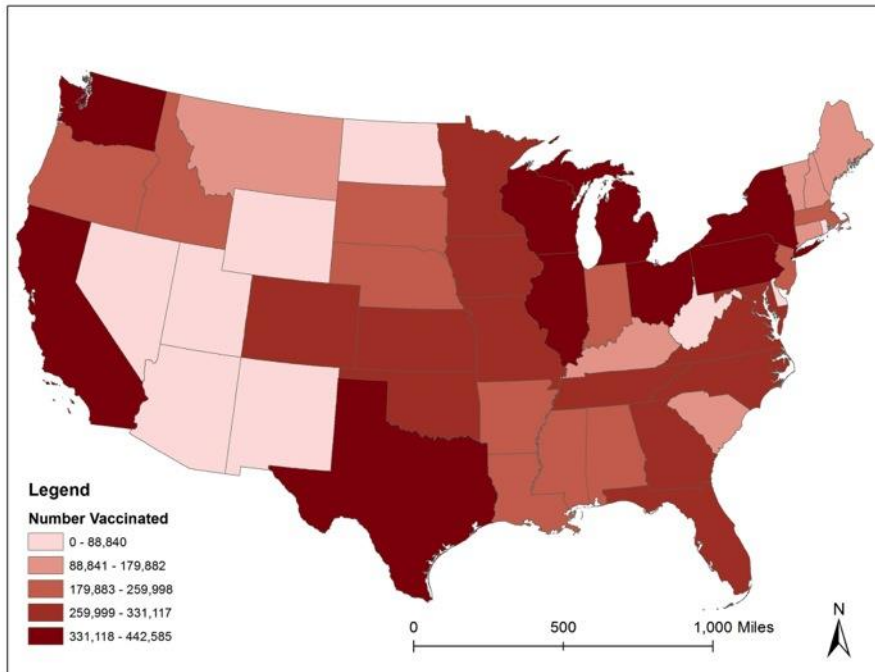 Legend
Number Vaccinated
0 - 88,840
88,841 - 179,882
179,883 - 259,998
259,999 - 331,117
331,118 - 442,585
0 500 1,000 Miles
N